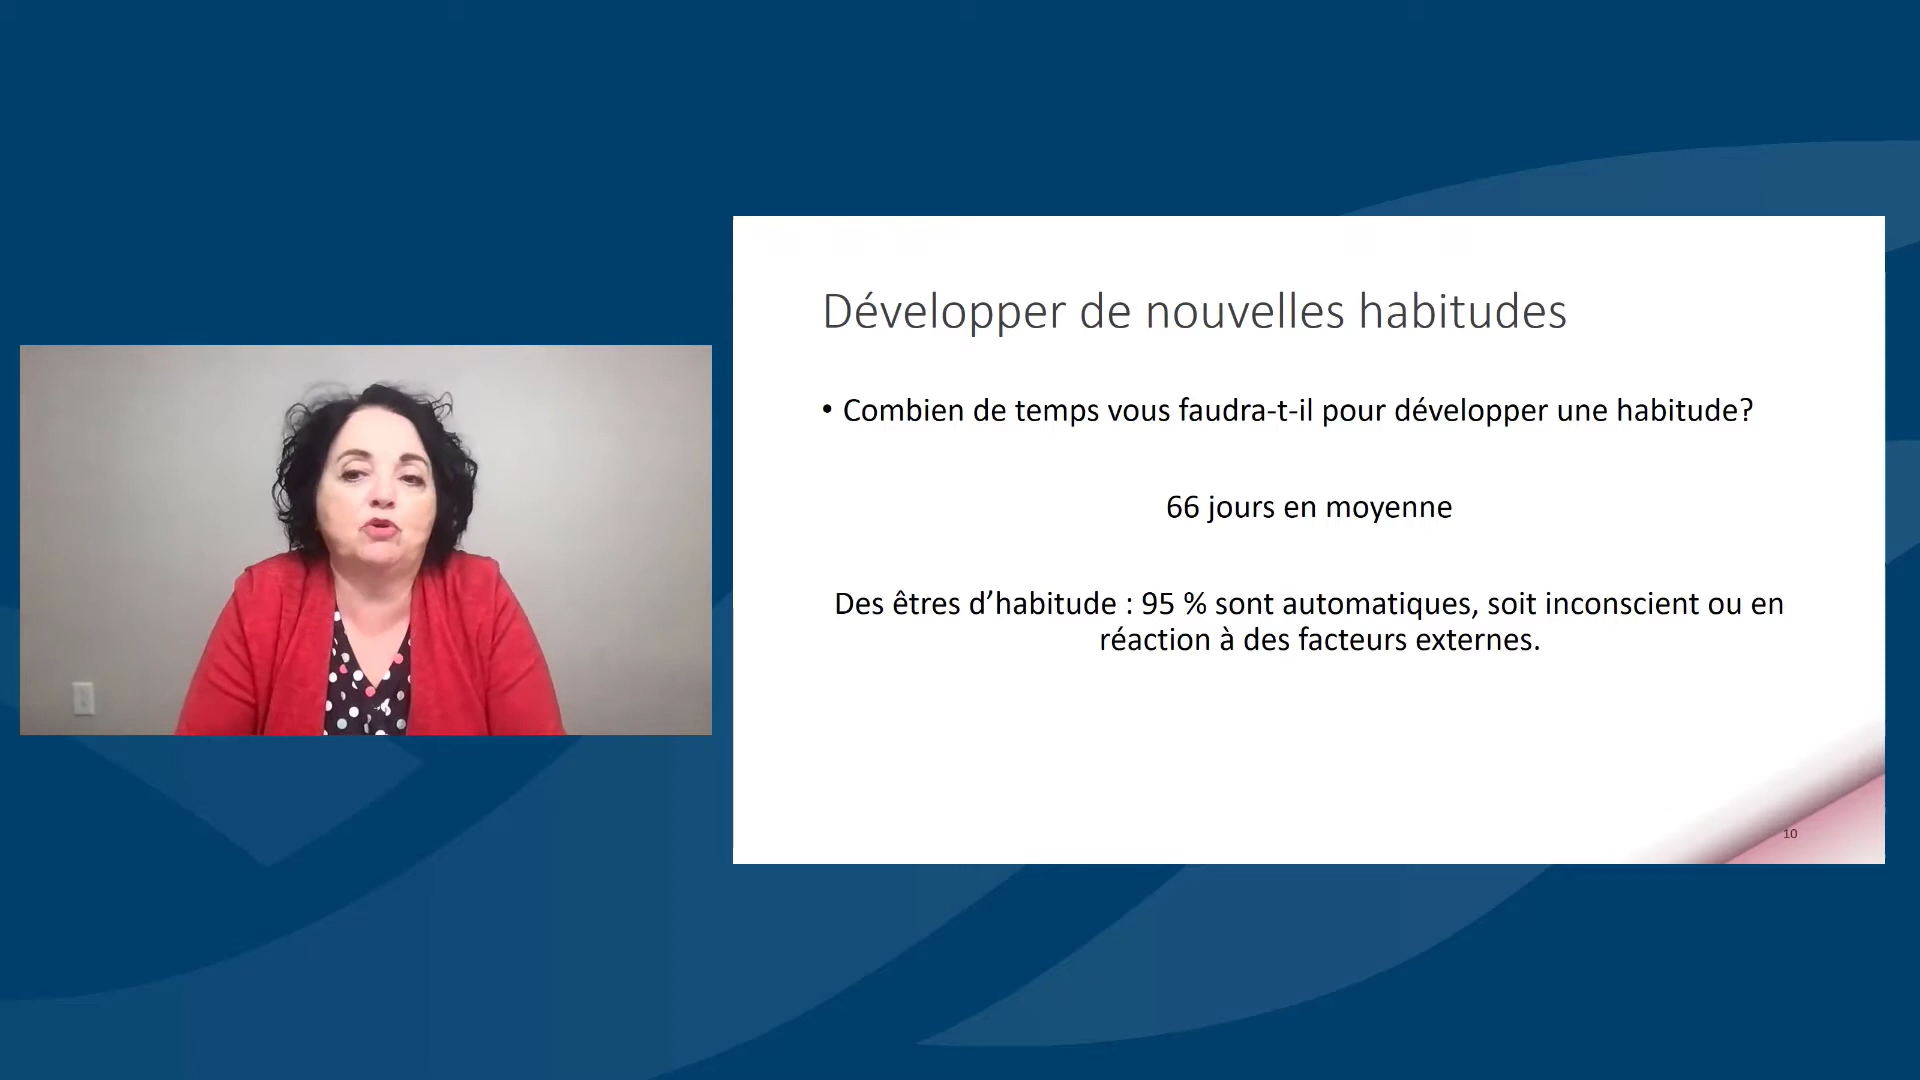 Développer de nouvelles habitudes
• Combien de temps vous faudra-t-il pour développer une habitude?
66 jours en moyenne
Des êtres d’habitude : 95 % sont automatiques, soit inconscient ou en
réaction à des facteurs externes.
10